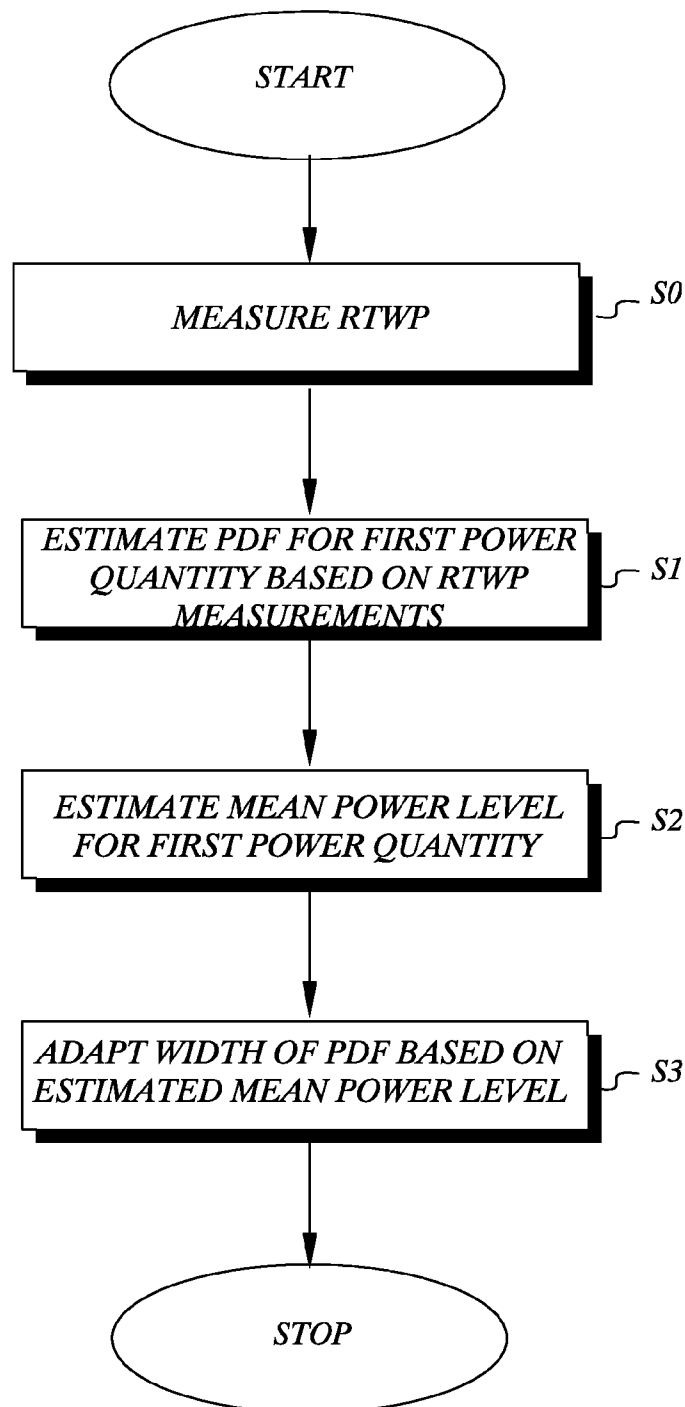 START
MEASURE RTWP
S0
ESTIMATE PDF FOR FIRST POWER
QUANTITY BASED ON RTWP
MEASUREMENTS
S1
ESTIMATE MEAN POWER LEVEL
FOR FIRST POWER QUANTITY
S2
ADAPT WIDTH OF PDF BASED ON
ESTIMATED MEAN POWER LEVEL
S3
STOP